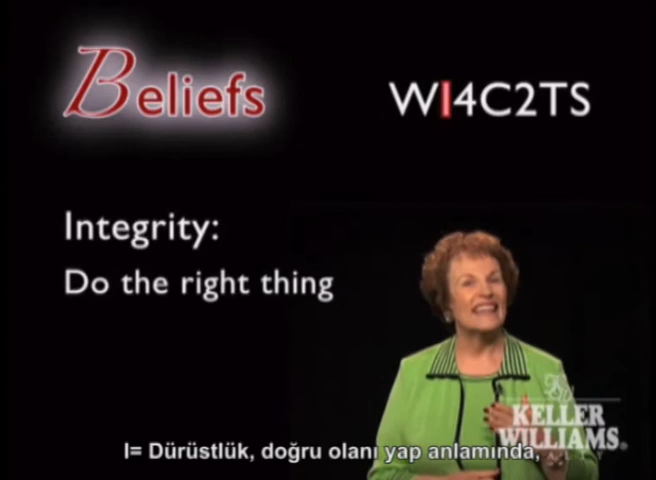 Beliefs
WI4C2TS
Integrity:
Do the right thing
I= Dürüstlük, doğru olanı yap anlamında,
KELLER
WILLIAMS®